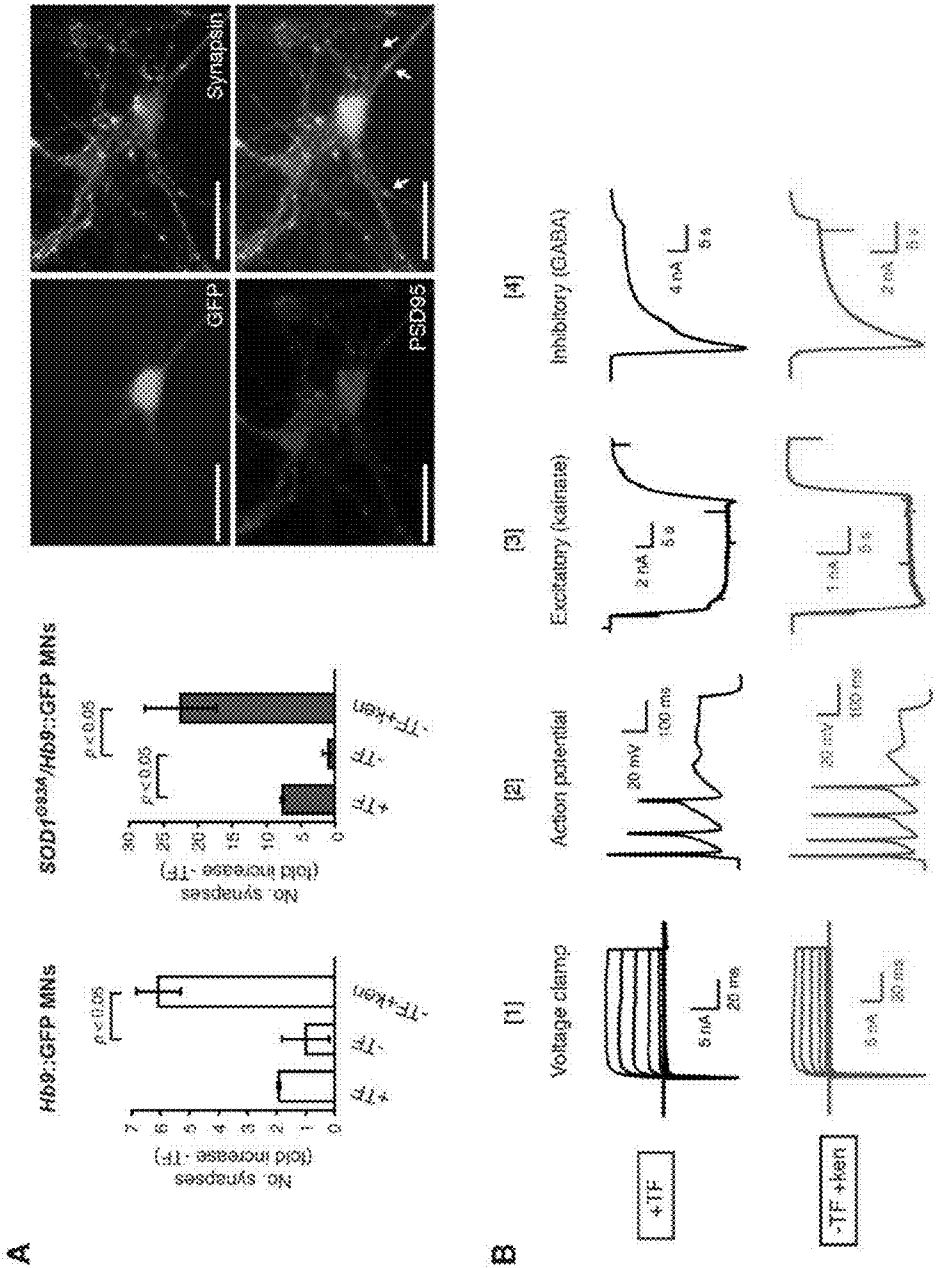 A
Hb9::GFP MNs
No. synapses
(fold increase -TF)
7
6
5
4
3
2
1
0
p < 0.05
+TF
-TF
-TF+ken
SOD1G93A/Hb9::GFP MNs
No. synapses
(fold increase -TF)
30
25
20
15
10
5
0
p < 0.05
p < 0.05
+TF
-TF
-TF+ken
GFP
Synapsin
PSD95
B
[1]
[2]
[3]
[4]
Voltage clamp
Action potential
Excitatory (kainate)
Inhibitory (GABA)
+TF
5 nA
20 mV
100 ms
2 nA
5 s
4 nA
5 s
-TF +ken
5 nA
20 mV
100 ms
1 nA
5 s
2 nA
5 s